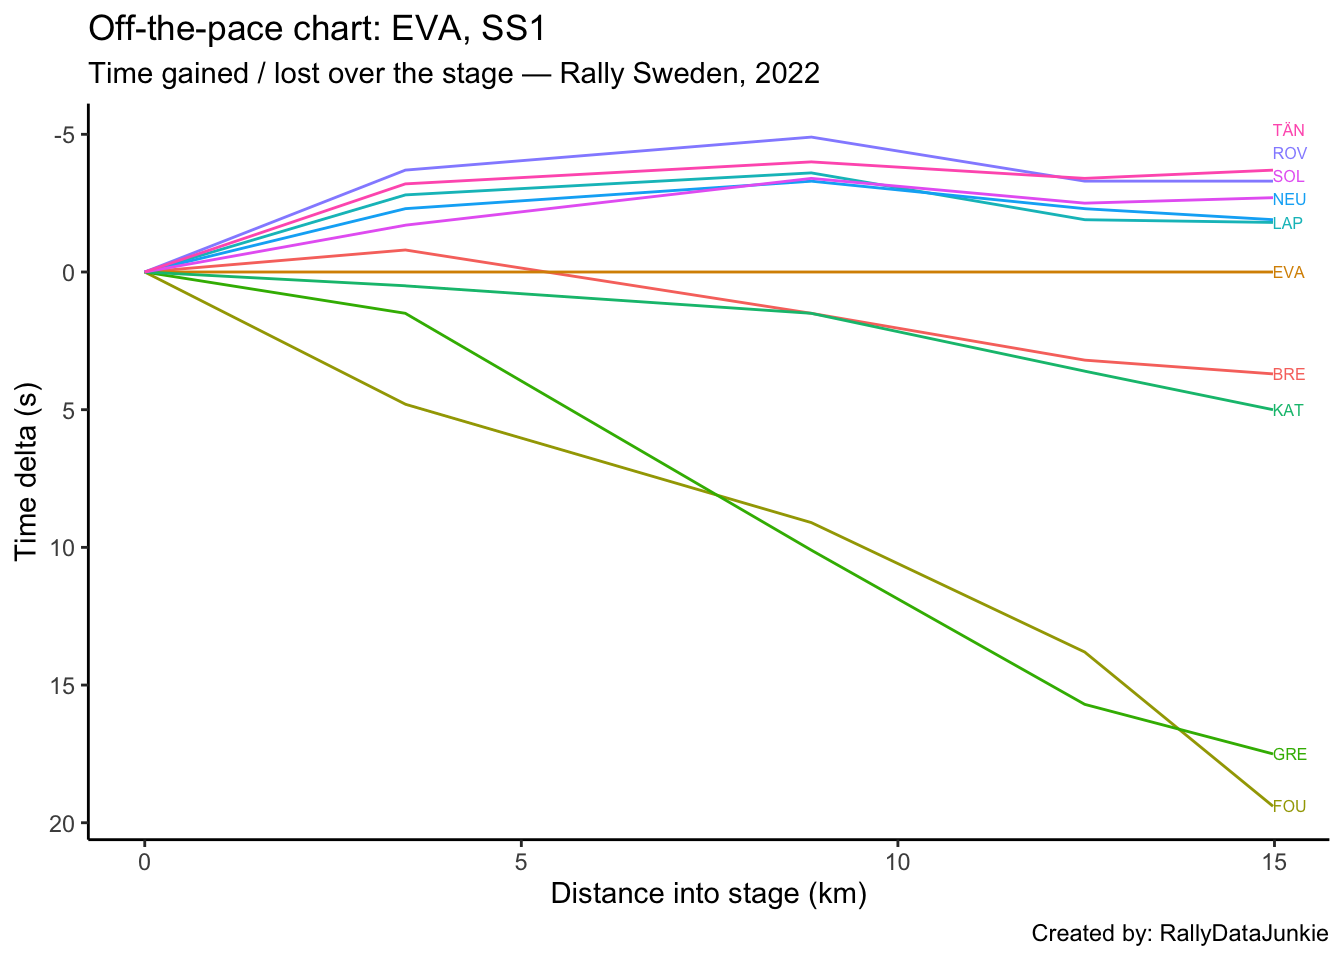 Off-the-pace chart: EVA, SS1
Time gained / lost over the stage — Rally Sweden, 2022
Time delta (s)
-5
0
5
10
15
20
TÄN
ROV
SOL
NEU
LAP
EVA
BRE
KAT
GRE
FOU
0 5 10 15
Distance into stage (km)
Created by: RallyDataJunkie